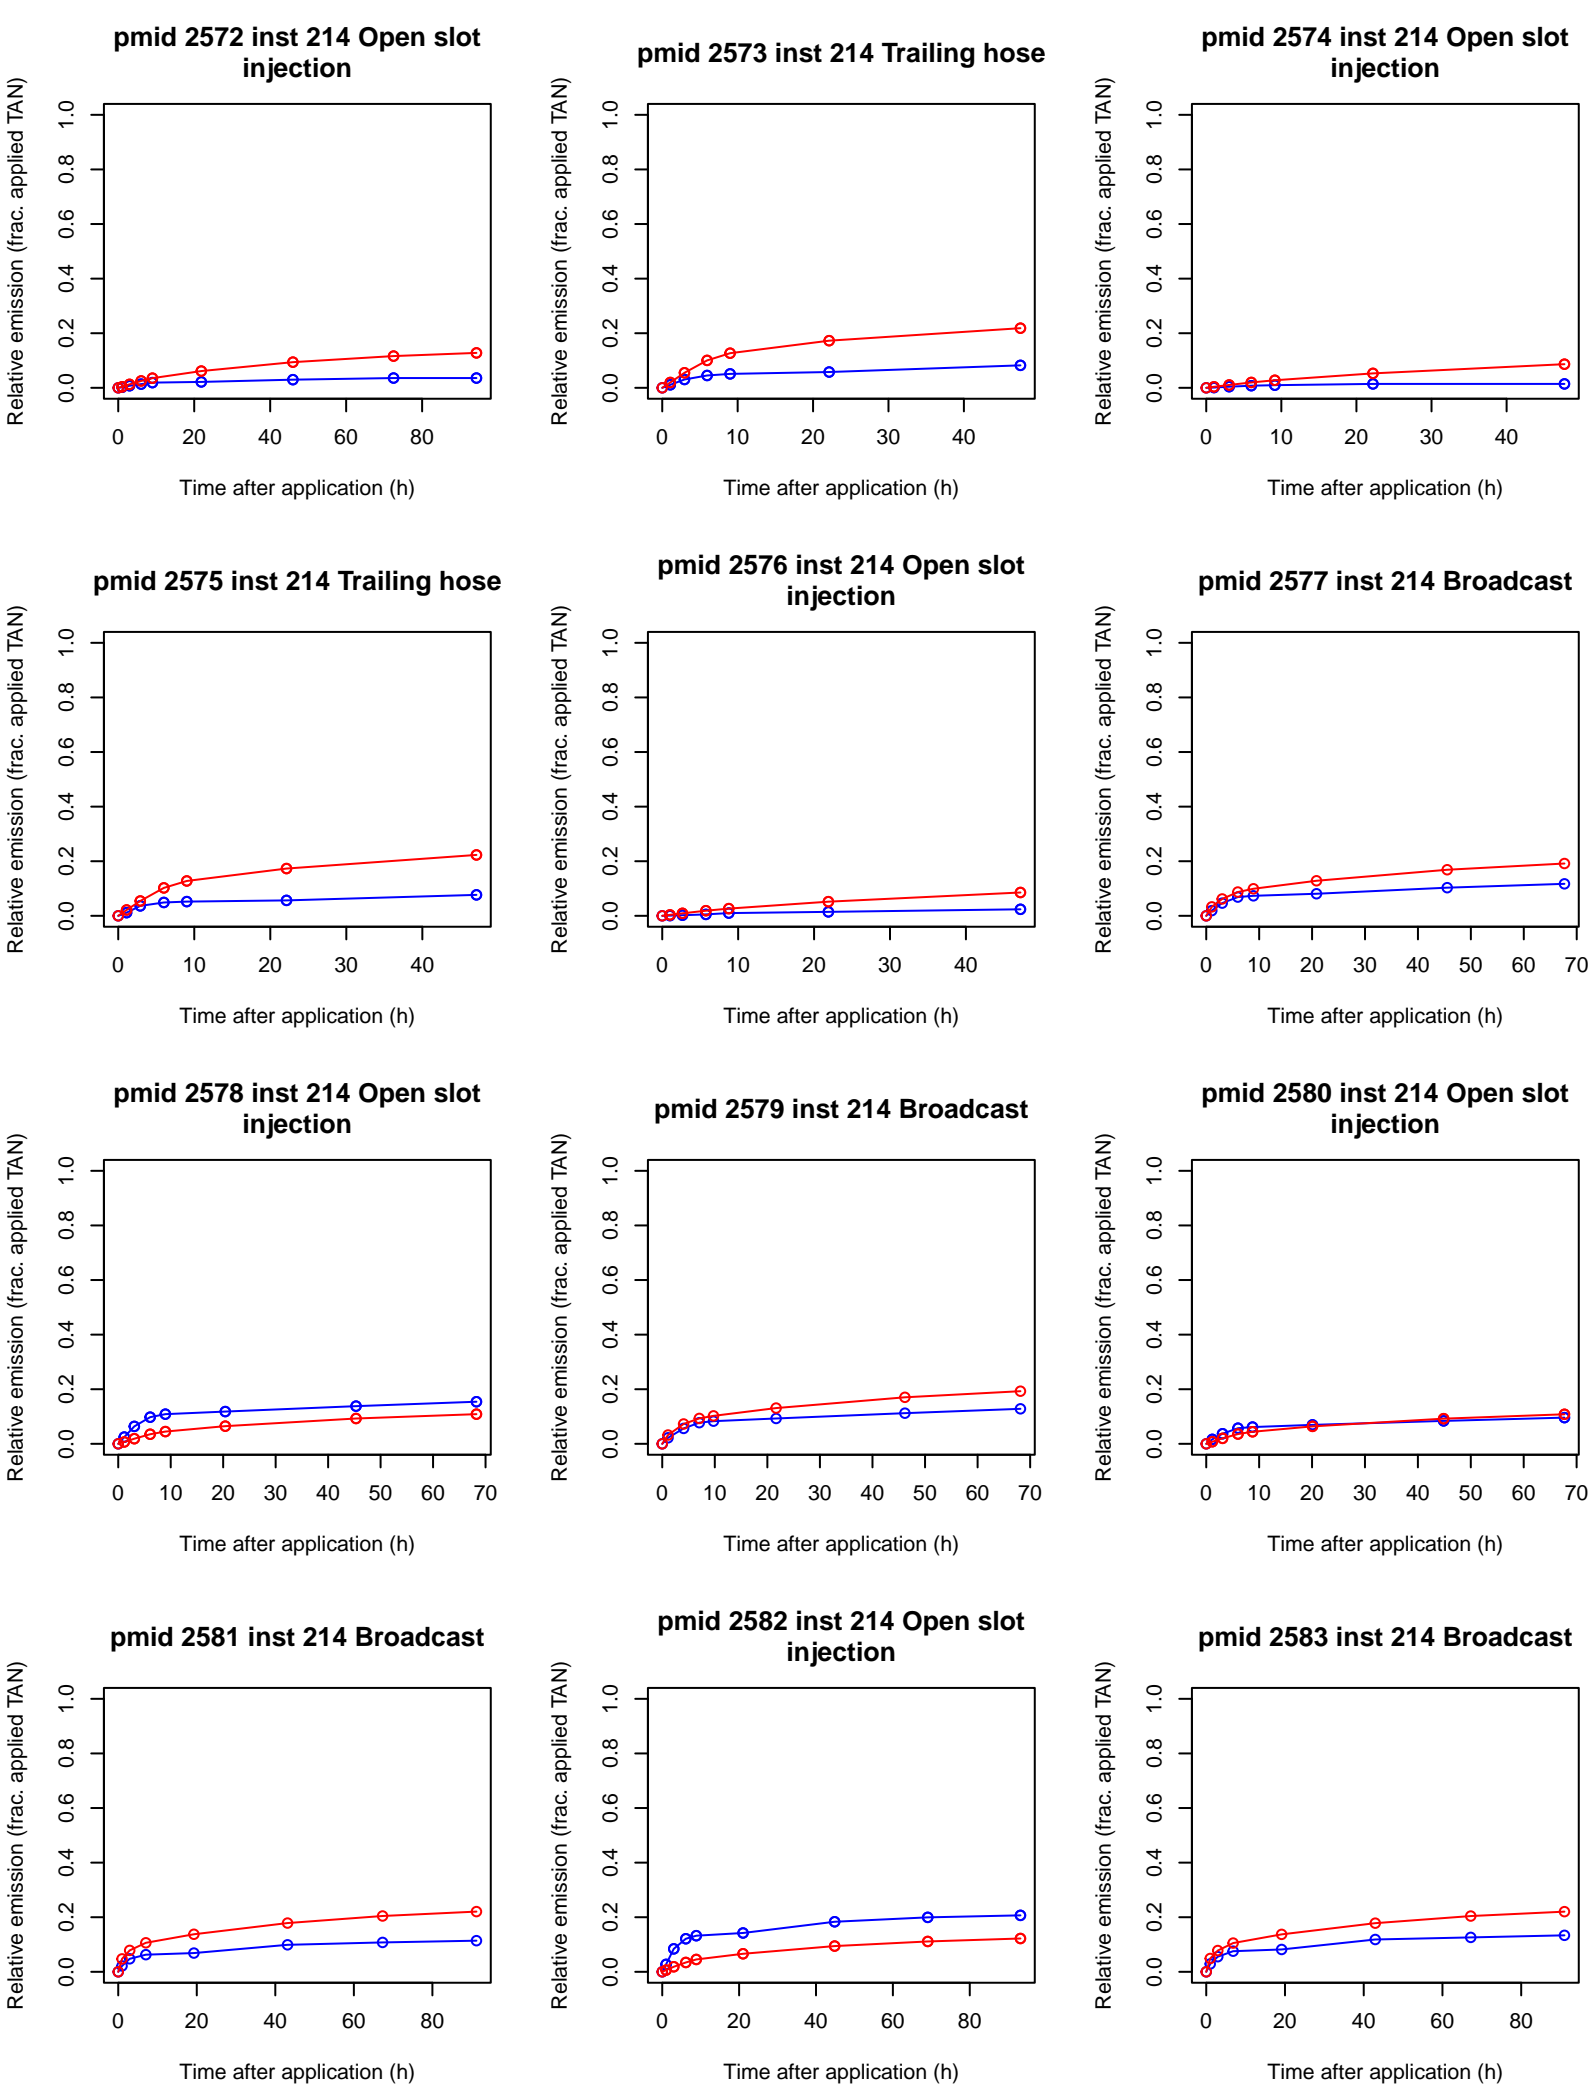 pmid 2572 inst 214 Open slot
injection
Relative emission (frac. applied TAN)
0.0 0.2 0.4 0.6 0.8 1.0
0 20 40 60 80
Time after application (h)
pmid 2573 inst 214 Trailing hose
Relative emission (frac. applied TAN)
0.0 0.2 0.4 0.6 0.8 1.0
0 10 20 30 40
Time after application (h)
pmid 2574 inst 214 Open slot
injection
Relative emission (frac. applied TAN)
0.0 0.2 0.4 0.6 0.8 1.0
0 10 20 30 40
Time after application (h)
pmid 2575 inst 214 Trailing hose
Relative emission (frac. applied TAN)
0.0 0.2 0.4 0.6 0.8 1.0
0 10 20 30 40
Time after application (h)
pmid 2576 inst 214 Open slot
injection
Relative emission (frac. applied TAN)
0.0 0.2 0.4 0.6 0.8 1.0
0 10 20 30 40
Time after application (h)
pmid 2577 inst 214 Broadcast
Relative emission (frac. applied TAN)
0.0 0.2 0.4 0.6 0.8 1.0
0 10 20 30 40 50 60 70
Time after application (h)
pmid 2578 inst 214 Open slot
injection
Relative emission (frac. applied TAN)
0.0 0.2 0.4 0.6 0.8 1.0
0 10 20 30 40 50 60 70
Time after application (h)
pmid 2579 inst 214 Broadcast
Relative emission (frac. applied TAN)
0.0 0.2 0.4 0.6 0.8 1.0
0 10 20 30 40 50 60 70
Time after application (h)
pmid 2580 inst 214 Open slot
injection
Relative emission (frac. applied TAN)
0.0 0.2 0.4 0.6 0.8 1.0
0 10 20 30 40 50 60 70
Time after application (h)
pmid 2581 inst 214 Broadcast
Relative emission (frac. applied TAN)
0.0 0.2 0.4 0.6 0.8 1.0
0 20 40 60 80
Time after application (h)
pmid 2582 inst 214 Open slot
injection
Relative emission (frac. applied TAN)
0.0 0.2 0.4 0.6 0.8 1.0
0 20 40 60 80
Time after application (h)
pmid 2583 inst 214 Broadcast
Relative emission (frac. applied TAN)
0.0 0.2 0.4 0.6 0.8 1.0
0 20 40 60 80
Time after application (h)